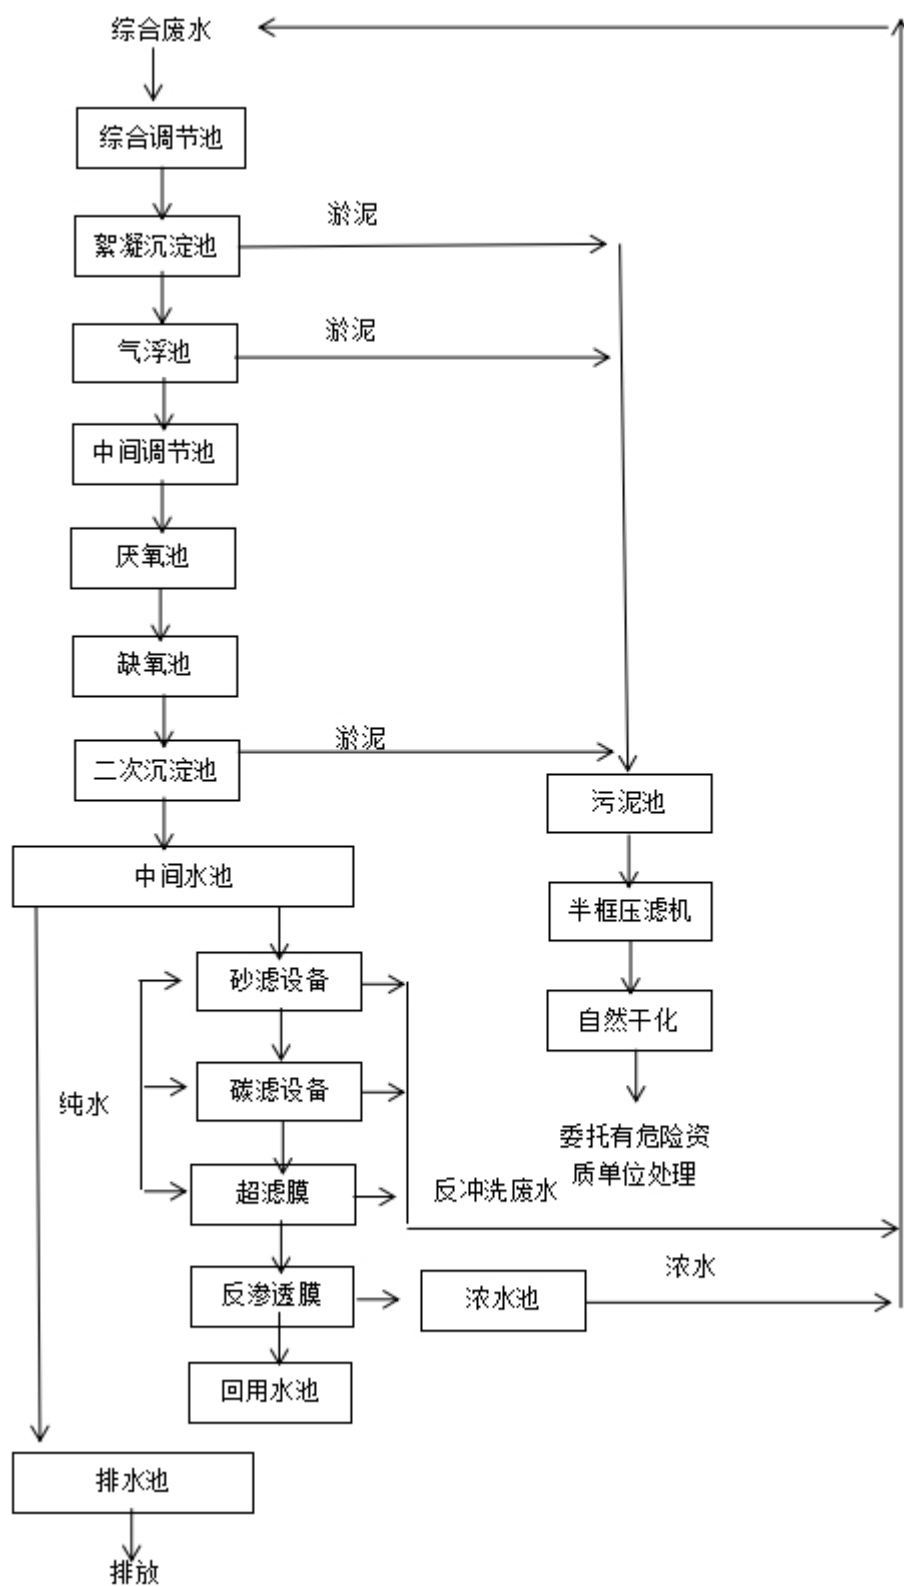 综合废水
综合调节池
絮凝沉淀池
淤泥
气浮池
淤泥
中间调节池
厌氧池
缺氧池
二次沉淀池
淤泥
污泥池
中间水池
半框压滤机
砂滤设备
自然干化
碳滤设备
纯水
委托有危险资
质单位处理
超滤膜
反冲洗废水
浓水
反渗透膜
浓水池
回用水池
排水池
排放